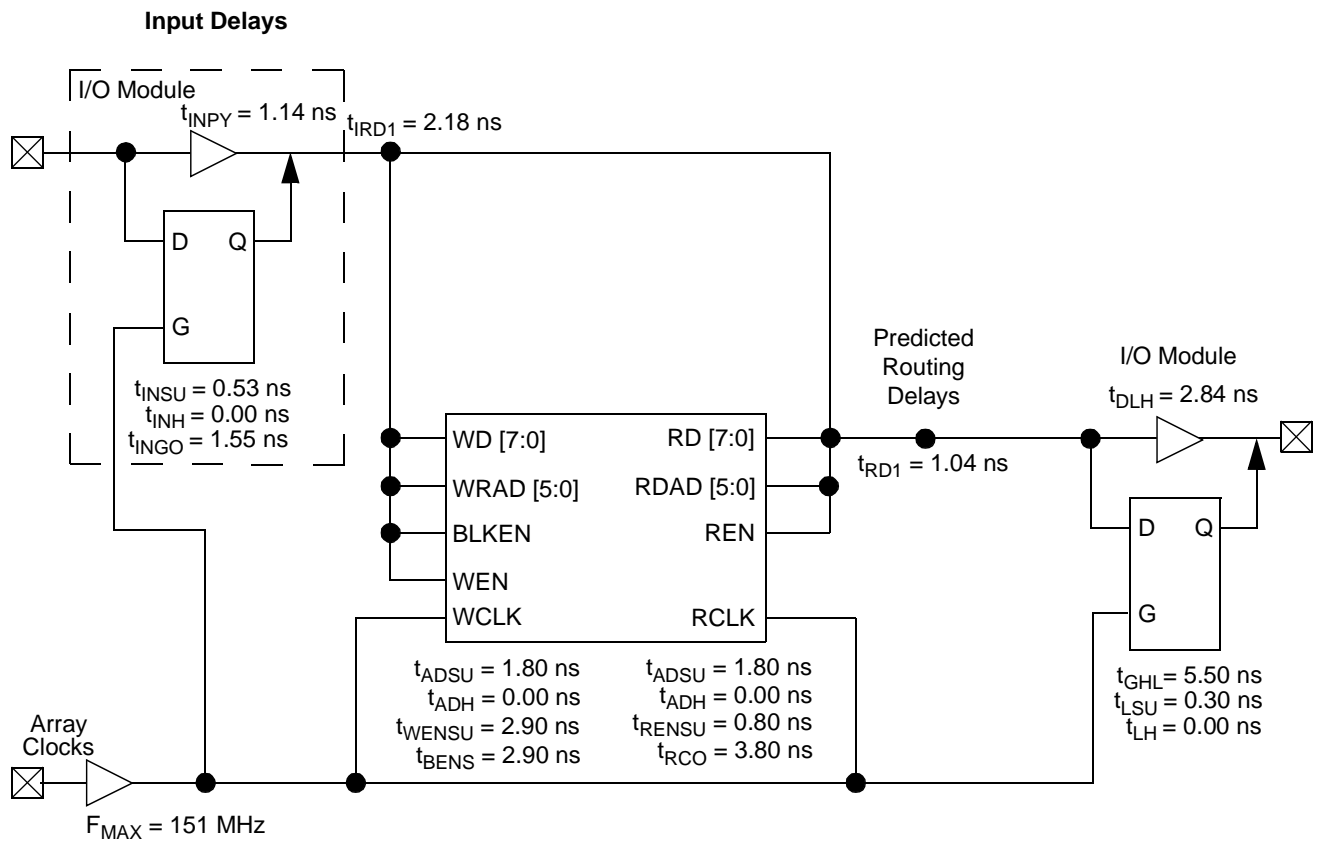 Input Delays
I/O Module
tINPY = 1.14 ns
tIRD1 = 2.18 ns
D Q
G
tINSU = 0.53 ns
tINH = 0.00 ns
tINGO = 1.55 ns
Predicted
Routing
Delays
tRD1 = 1.04 ns
I/O Module
tDLH = 2.84 ns
WD [7:0] RD [7:0]
WRAD [5:0] RDAD [5:0]
BLKEN REN
WEN
WCLK RCLK
tADSU = 1.80 ns
tADH = 0.00 ns
tWENSU = 2.90 ns
tBENS = 2.90 ns
tADSU = 1.80 ns
tADH = 0.00 ns
tRENSU = 0.80 ns
tRCO = 3.80 ns
D Q
G
tGHL= 5.50 ns
tLSU = 0.30 ns
tLH = 0.00 ns
Array
Clocks
FMAX = 151 MHz